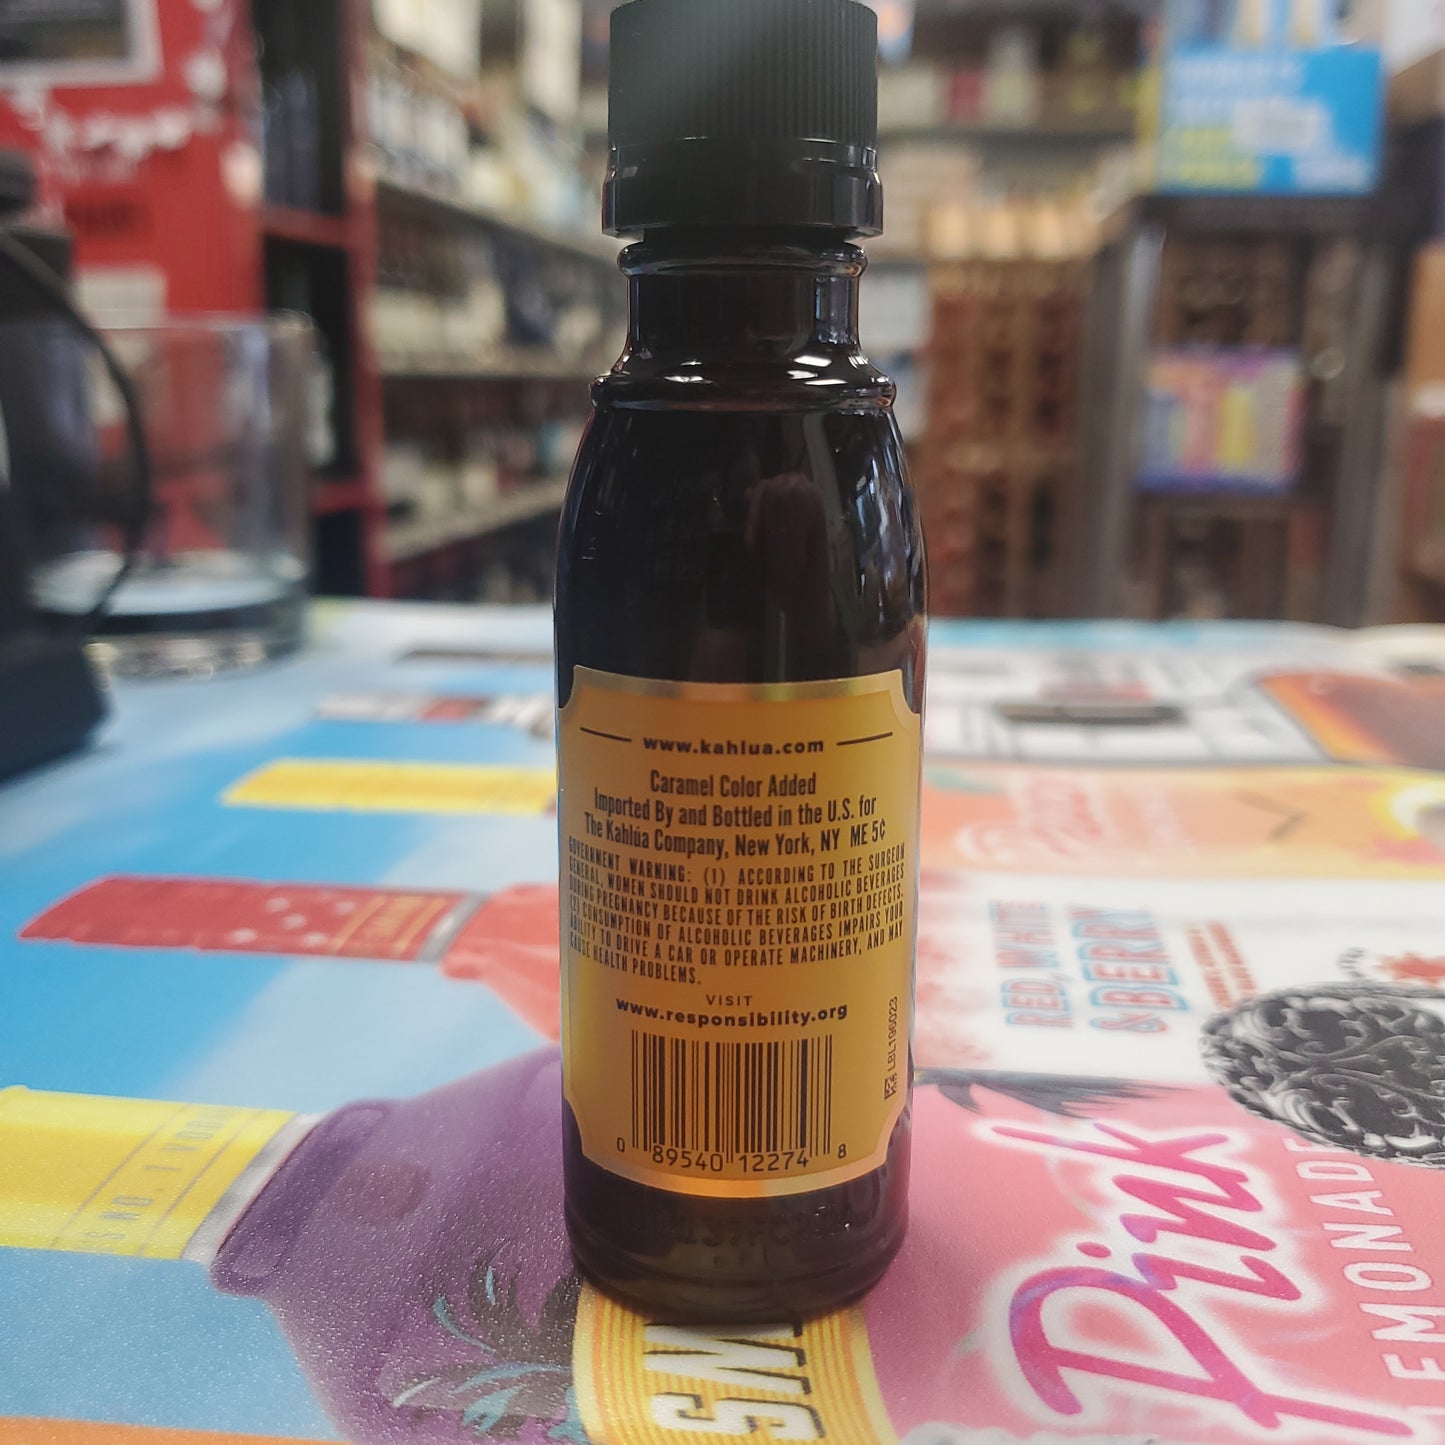 www.kahlua.com
Caramel Color Added
Imported By and Bottled in the U.S. for
The Kahlúa Company, New York, NY ME 5¢
GOVERNMENT WARNING: (1) ACCORDING TO THE SURGEON
GENERAL, WOMEN SHOULD NOT DRINK ALCOHOLIC BEVERAGES
DURING PREGNANCY BECAUSE OF THE RISK OF BIRTH DEFECTS.
(2) CONSUMPTION OF ALCOHOLIC BEVERAGES IMPAIRS YOUR
ABILITY TO DRIVE A CAR OR OPERATE MACHINERY, AND MAY
CAUSE HEALTH PROBLEMS.
VISIT
www.responsibility.org
LBL196023
0 89540 12274 8
RED, WHITE
& BERRY
Pink
LEMONADE
SM